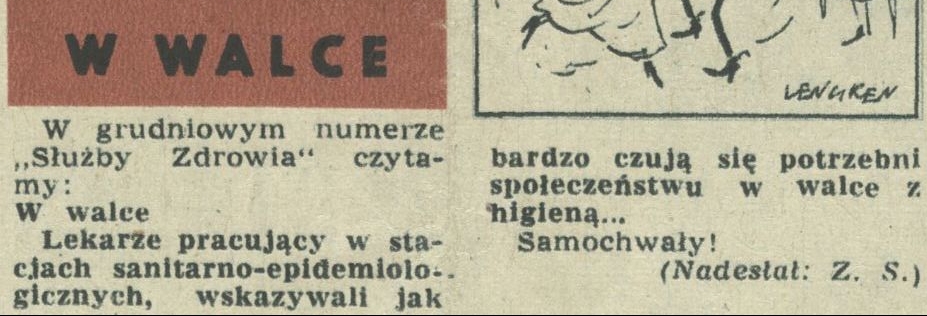 W WALCE
W grudniowym numerze
„Służby Zdrowia“ czyta-
my:
W walce
Lekarze pracujący w sta-
cjach sanitarno-epidemiolo-
gicznych, wskazywali jak
LENGREN
bardzo czują się potrzebni
społeczeństwu w walce z
higieną...
Samochwały!
(Nadesłał: Z. S.)